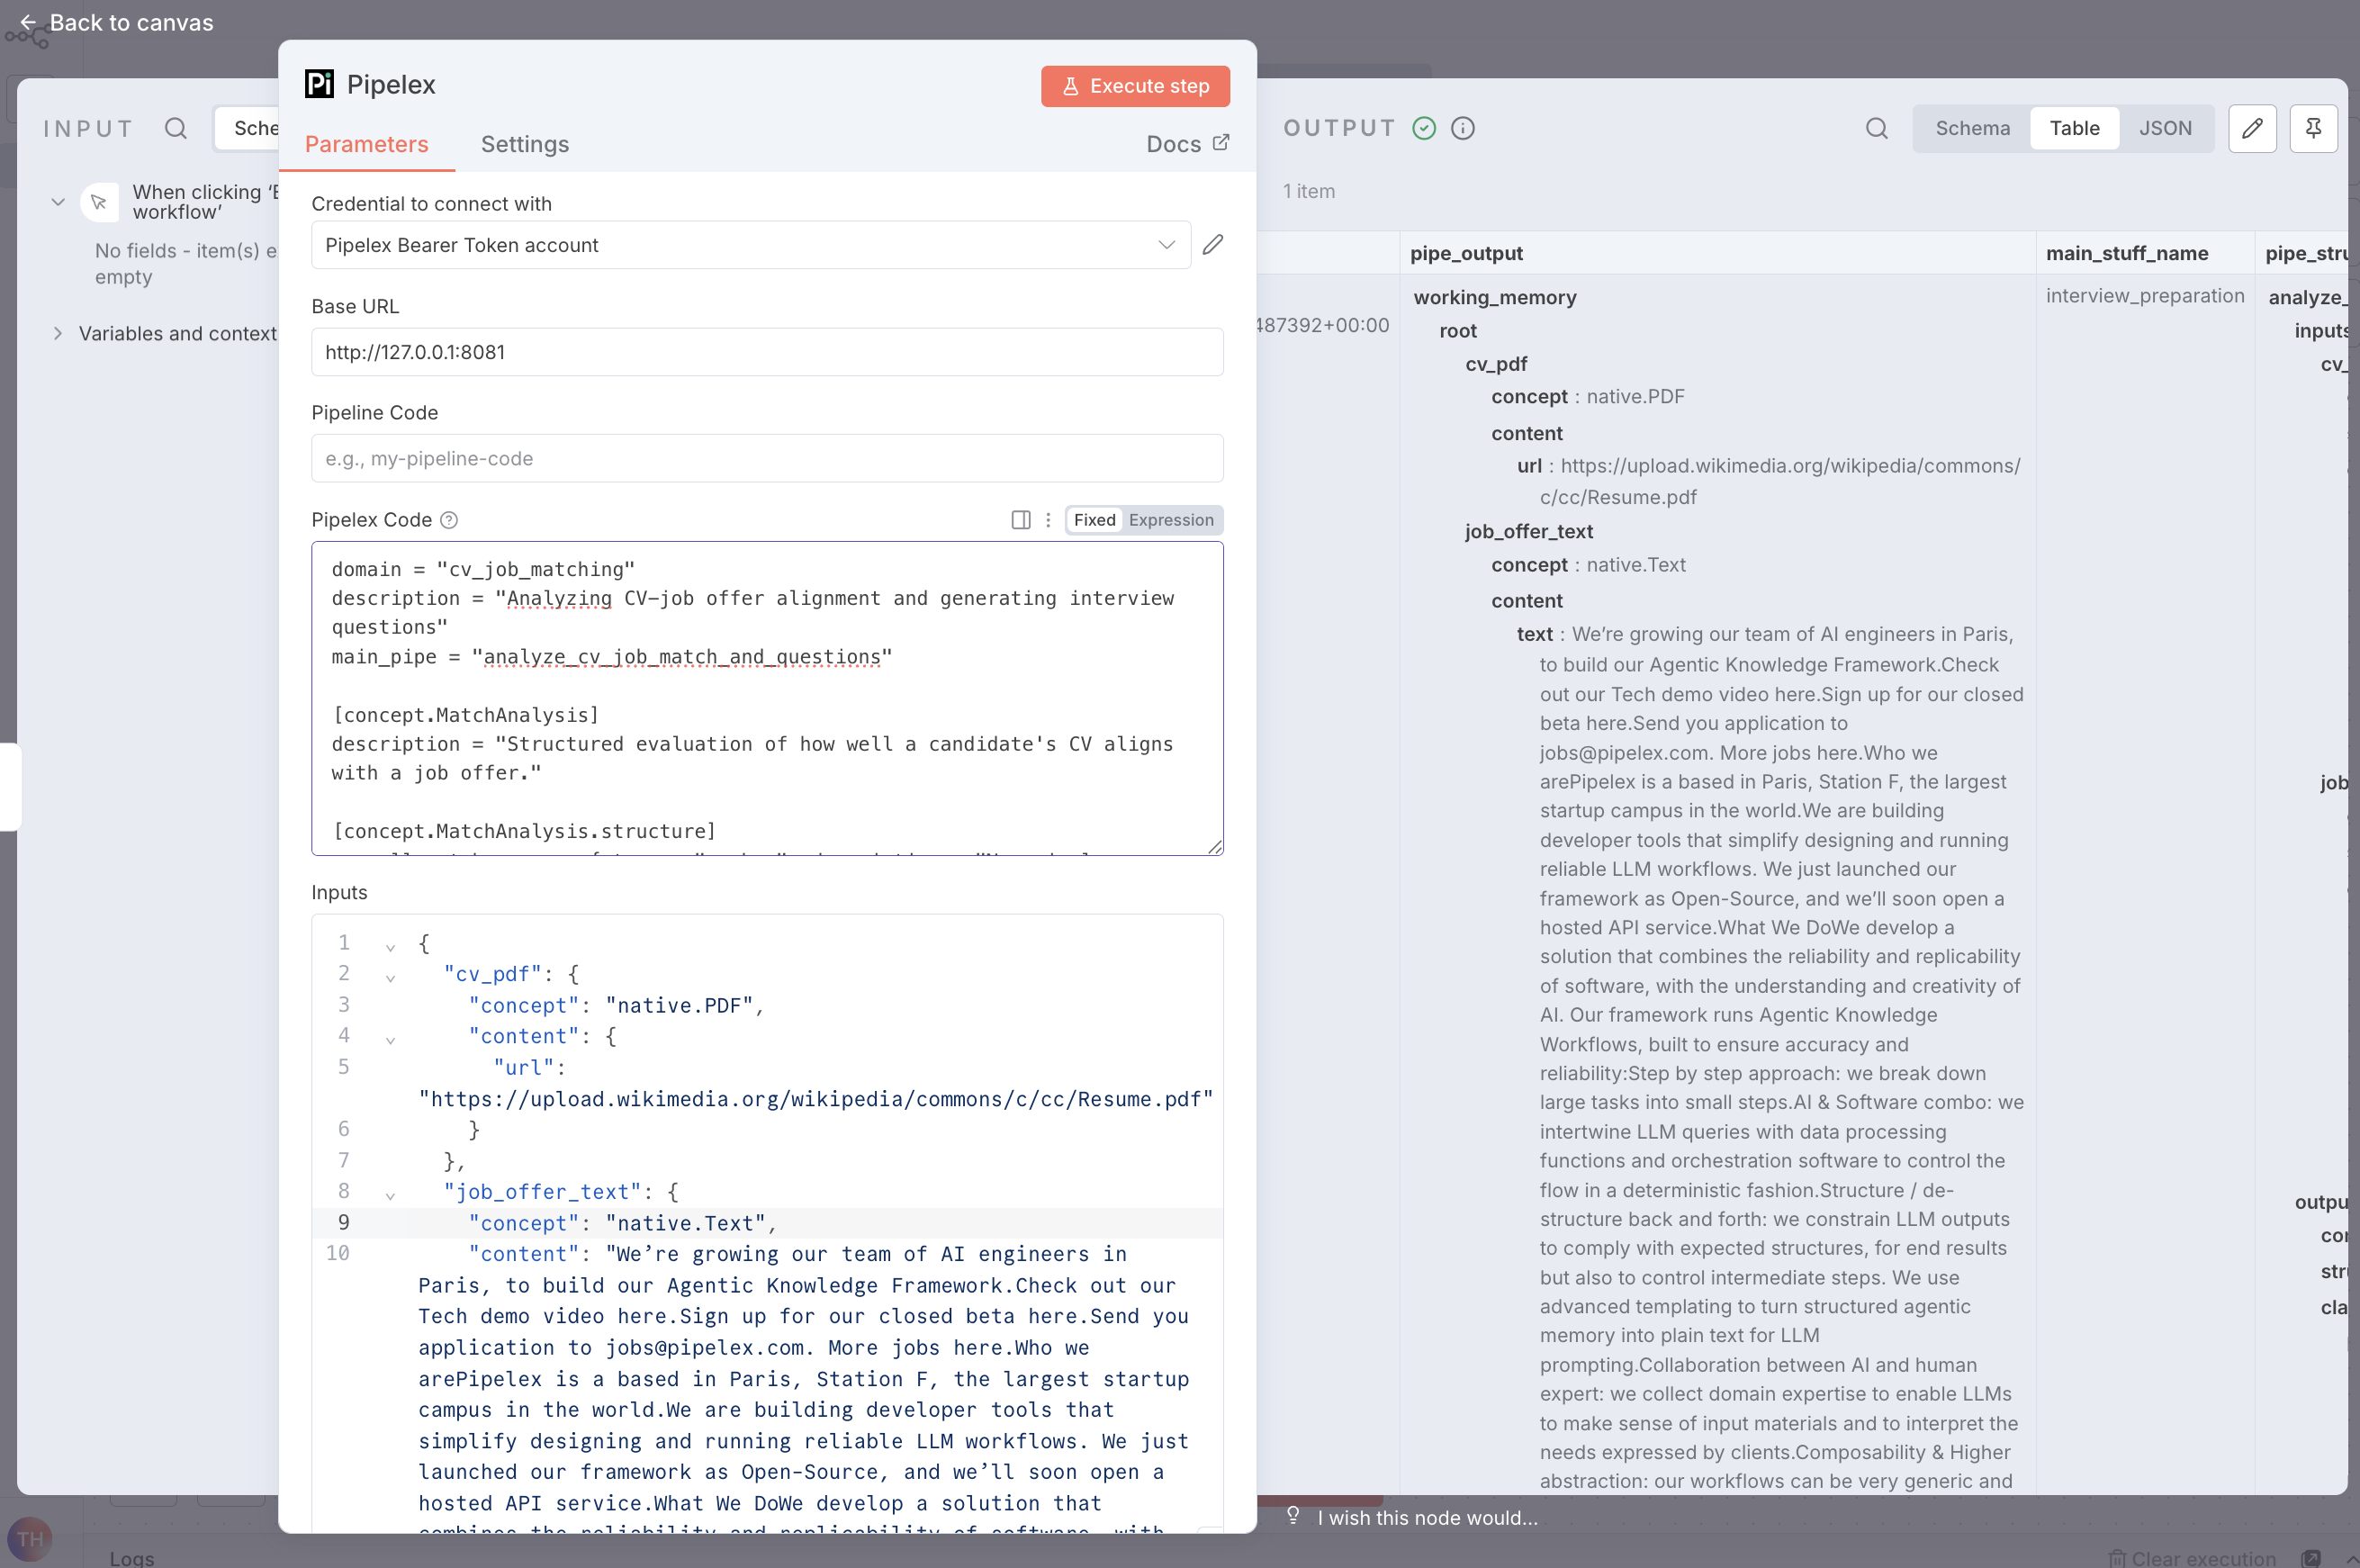 Back to canvas
INPUT
Sche
When clicking ‘E
workflow’
No fields - item(s) e
empty
Variables and context
Pi Pipelex
Execute step
Parameters
Settings
Docs
Credential to connect with
Pipelex Bearer Token account
Base URL
http://127.0.0.1:8081
Pipeline Code
e.g., my-pipeline-code
Pipelex Code
Fixed
Expression
domain = "cv_job_matching"
description = "Analyzing CV-job offer alignment and generating interview
questions"
main_pipe = "analyze_cv_job_match_and_questions"
[concept.MatchAnalysis]
description = "Structured evaluation of how well a candidate's CV aligns
with a job offer."
[concept.MatchAnalysis.structure]
Inputs
1 {
2 "cv_pdf": {
3 "concept": "native.PDF",
4 "content": {
5 "url":
"https://upload.wikimedia.org/wikipedia/commons/c/cc/Resume.pdf"
6 }
7 },
8 "job_offer_text": {
9 "concept": "native.Text",
10 "content": "We’re growing our team of AI engineers in
Paris, to build our Agentic Knowledge Framework.Check out our
Tech demo video here.Sign up for our closed beta here.Send you
application to jobs@pipelex.com. More jobs here.Who we
arePipelex is a based in Paris, Station F, the largest startup
campus in the world.We are building developer tools that
simplify designing and running reliable LLM workflows. We just
launched our framework as Open-Source, and we’ll soon open a
hosted API service.What We DoWe develop a solution that
combines the reliability and replicability of software, with
OUTPUT
Schema
Table
JSON
1 item
pipe_output
main_stuff_name
pipe_stru
487392+00:00
working_memory
root
cv_pdf
concept : native.PDF
content
url : https://upload.wikimedia.org/wikipedia/commons/
c/cc/Resume.pdf
job_offer_text
concept : native.Text
content
text : We’re growing our team of AI engineers in Paris,
to build our Agentic Knowledge Framework.Check
out our Tech demo video here.Sign up for our closed
beta here.Send you application to
jobs@pipelex.com. More jobs here.Who we
arePipelex is a based in Paris, Station F, the largest
startup campus in the world.We are building
developer tools that simplify designing and running
reliable LLM workflows. We just launched our
framework as Open-Source, and we’ll soon open a
hosted API service.What We DoWe develop a
solution that combines the reliability and replicability
of software, with the understanding and creativity of
AI. Our framework runs Agentic Knowledge
Workflows, built to ensure accuracy and
reliability:Step by step approach: we break down
large tasks into small steps.AI & Software combo: we
intertwine LLM queries with data processing
functions and orchestration software to control the
flow in a deterministic fashion.Structure / de-
structure back and forth: we constrain LLM outputs
to comply with expected structures, for end results
but also to control intermediate steps. We use
advanced templating to turn structured agentic
memory into plain text for LLM
prompting.Collaboration between AI and human
expert: we collect domain expertise to enable LLMs
to make sense of input materials and to interpret the
needs expressed by clients.Composability & Higher
abstraction: our workflows can be very generic and
interview_preparation
analyze_
inputs
cv_
job
outpu
con
stru
cla
I wish this node would...
TH
Logs
Clear execution